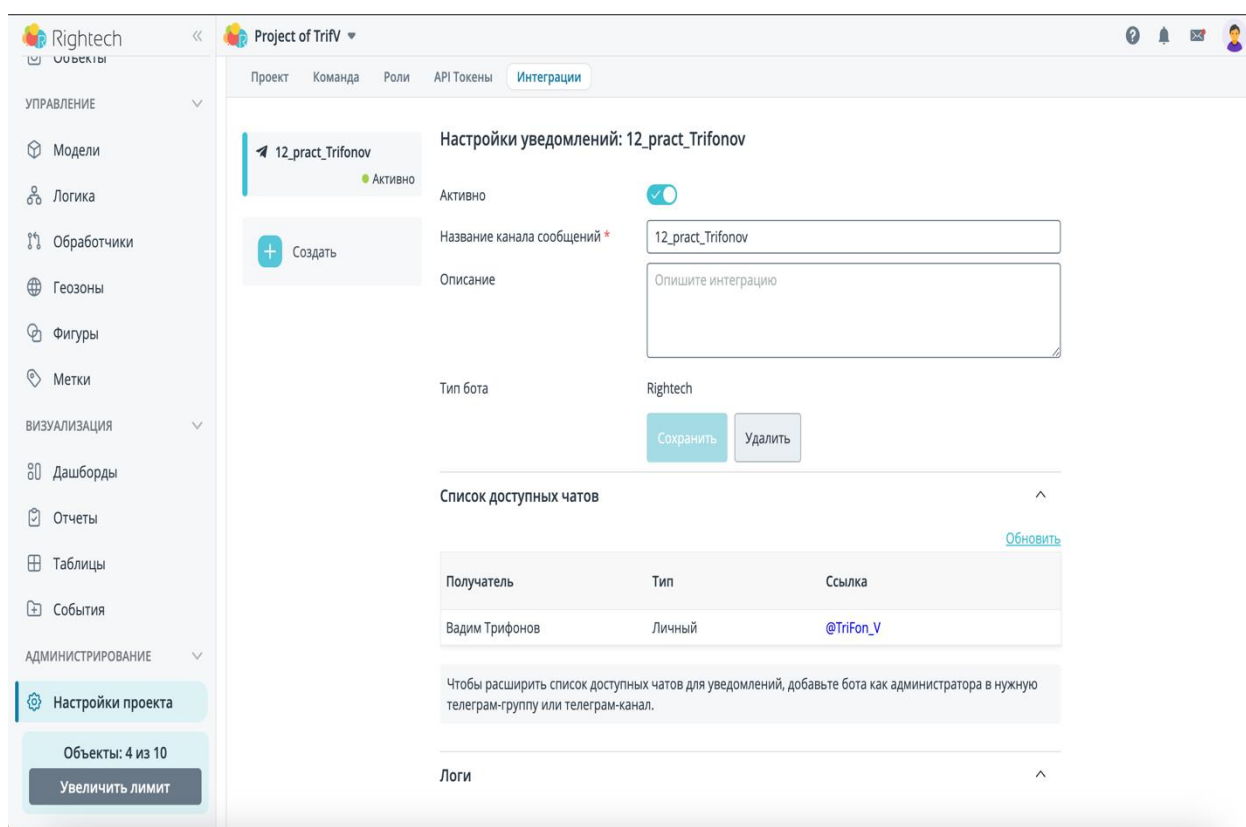 Rightech
Project of TrifV
Объекты
УПРАВЛЕНИЕ
Модели
Логика
Обработчики
Геозоны
Фигуры
Метки
ВИЗУАЛИЗАЦИЯ
Дашборды
Отчеты
Таблицы
События
АДМИНИСТРИРОВАНИЕ
Настройки проекта
Объекты: 4 из 10
Увеличить лимит
Проект Команда Роли API Токены Интеграции
12_pract_Trifonov
Активно
Создать
Настройки уведомлений: 12_pract_Trifonov
Активно
Название канала сообщений * 12_pract_Trifonov
Описание Опишите интеграцию
Тип бота Rightech
Сохранить Удалить
Список доступных чатов
Обновить
Получатель Тип Ссылка
Вадим Трифонов Личный @TriFon_V
Чтобы расширить список доступных чатов для уведомлений, добавьте бота как администратора в нужную
телеграм-группу или телеграм-канал.
Логи